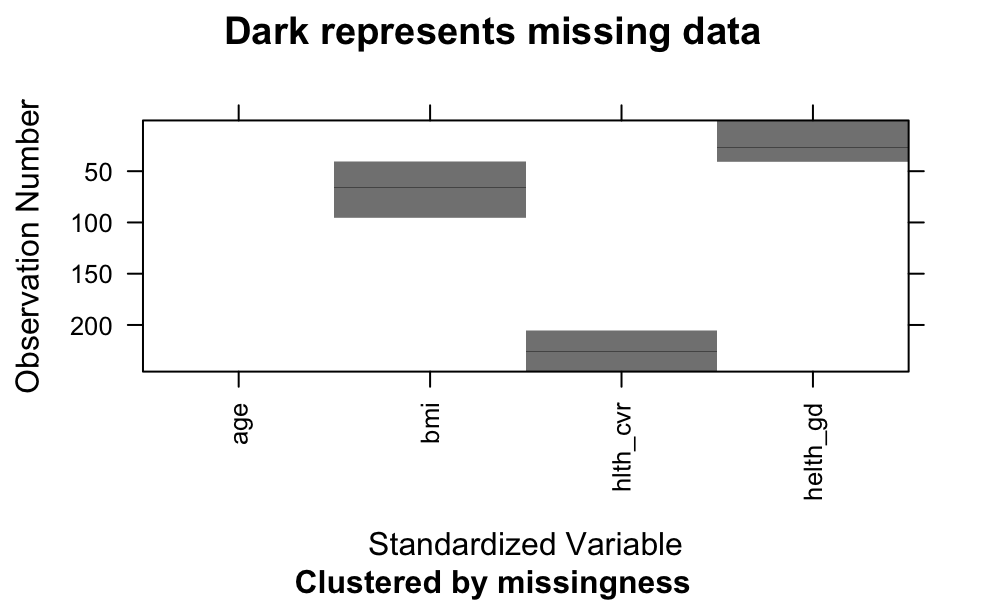 Dark represents missing data
Observation Number
50
100
150
200
age
bmi
hlth_cvr
helth_gd
Standardized Variable
Clustered by missingness